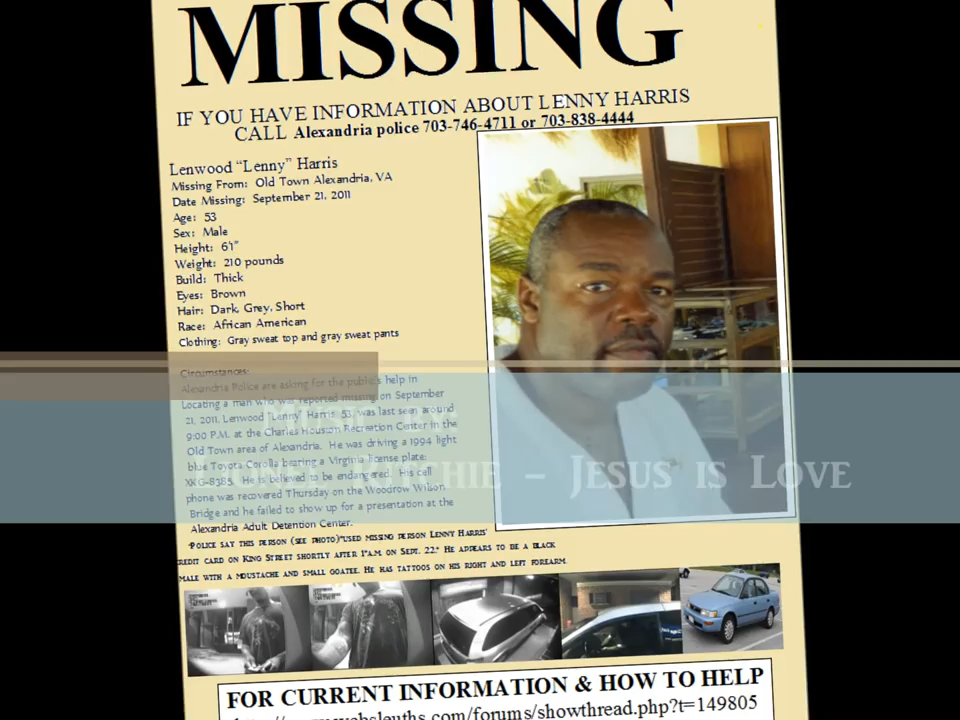 MISSING
IF YOU HAVE INFORMATION ABOUT LENNY HARRIS
CALL Alexandria police 703-746-4711 or 703-838-4444
Lenwood “Lenny” Harris
Missing From: Old Town Alexandria, VA
Date Missing: September 21, 2011
Age: 53
Sex: Male
Height: 6'1"
Weight: 210 pounds
Build: Thick
Eyes: Brown
Hair: Dark, Grey, Short
Race: African American
Clothing: Gray sweat top and gray sweat pants
Circumstances:
Alexandria Police are asking for the public's help in
Locating a man who was reported missing on September
21, 2011. Lenwood "Lenny" Harris, 53, was last seen around
9:00 P.M. at the Charles Houston Recreation Center in the
Old Town area of Alexandria. He was driving a 1994 light
blue Toyota Corolla bearing a Virginia license plate:
XKG-8385. He is believed to be endangered. His cell
phone was recovered Thursday on the Woodrow Wilson
Bridge and he failed to show up for a presentation at the
Alexandria Adult Detention Center.
Ritchie – Jesus is Love
*Police say this person (see photo) used missing person Lenny Harris'
redit card on King Street shortly after 1 a.m. on Sept. 22. He appears to be a black
male with a moustache and small goatee. He has tattoos on his right and left forearm.
FOR CURRENT INFORMATION & HOW TO HELP
websleuths.com/forums/showthread.php?t=149805